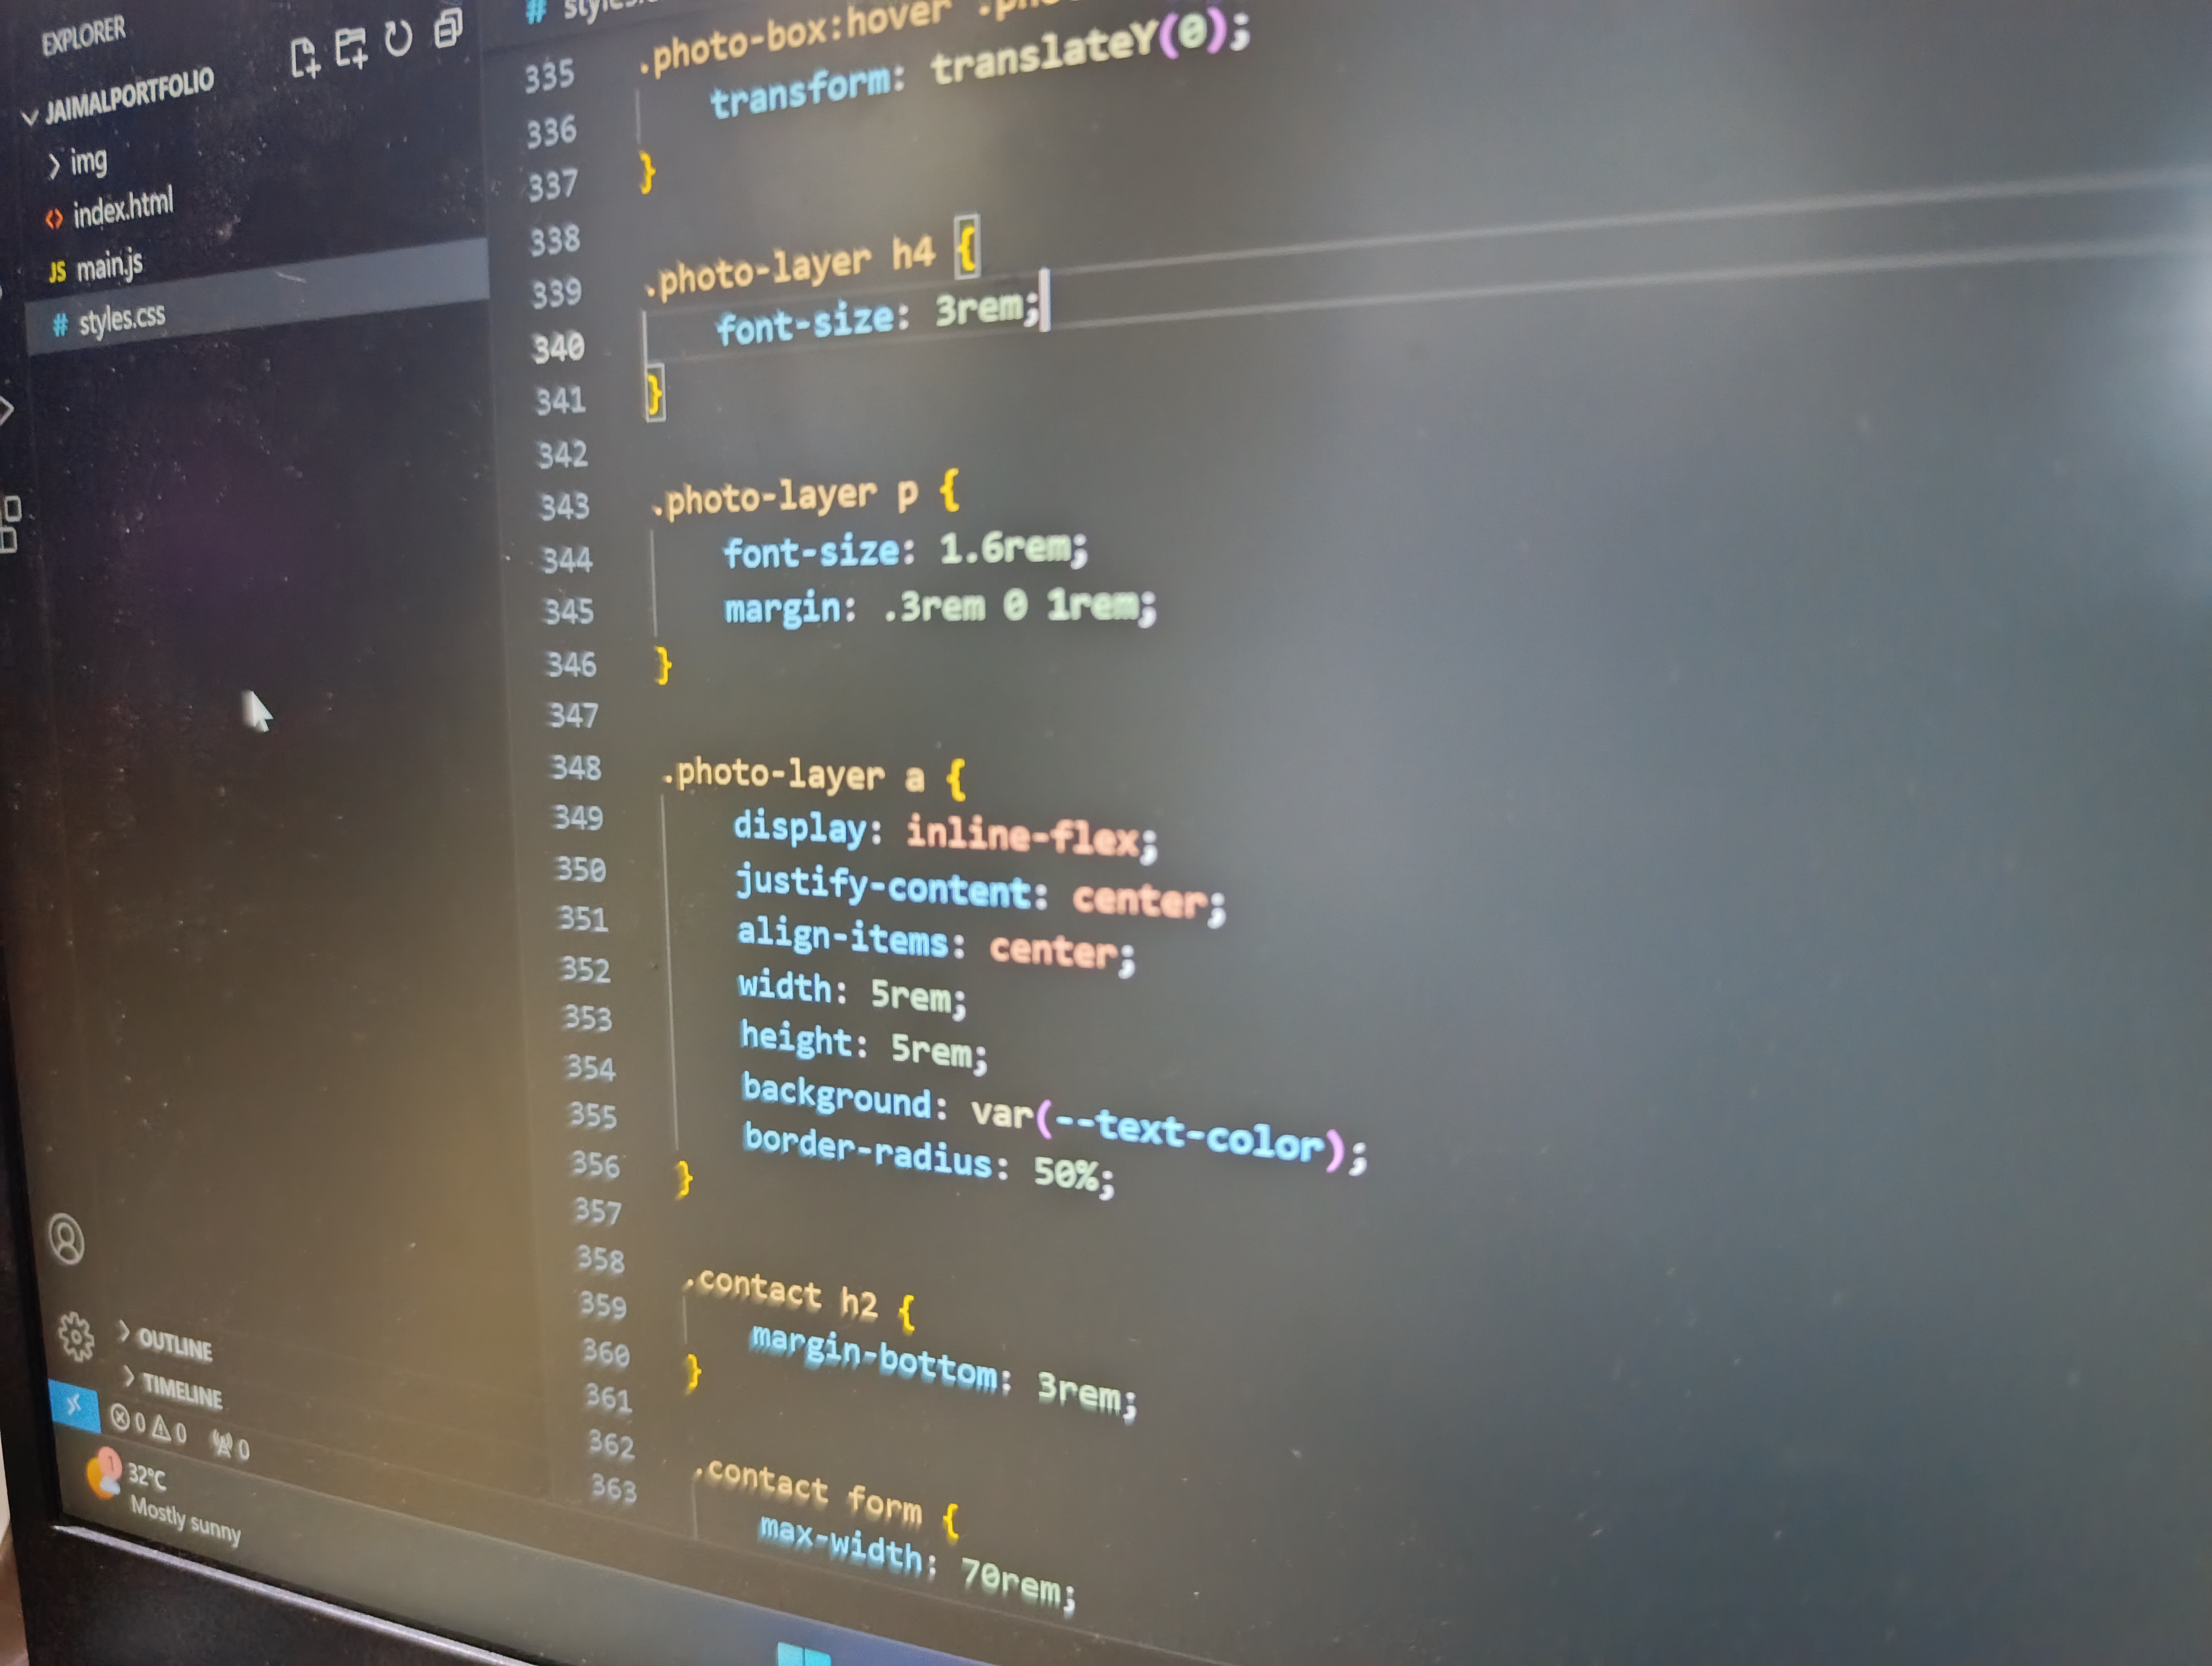 EXPLORER
JAIMALPORTFOLIO
img
<> index.html
JS main.js
# styles.css
OUTLINE
TIMELINE
0 0 0
1
32°C
Mostly sunny
#
335 .photo-box:hover
336 transform: translateY(0);
337 }
338
339 .photo-layer h4 {
340 font-size: 3rem;
341 }
342
343 .photo-layer p {
344 font-size: 1.6rem;
345 margin: .3rem 0 1rem;
346 }
347
348 .photo-layer a {
349 display: inline-flex;
350 justify-content: center;
351 align-items: center;
352 width: 5rem;
353 height: 5rem;
354 background: var(--text-color);
355 border-radius: 50%;
356 }
357
358 .contact h2 {
359 margin-bottom: 3rem;
360 }
361
362 .contact form {
363 max-width: 70rem;